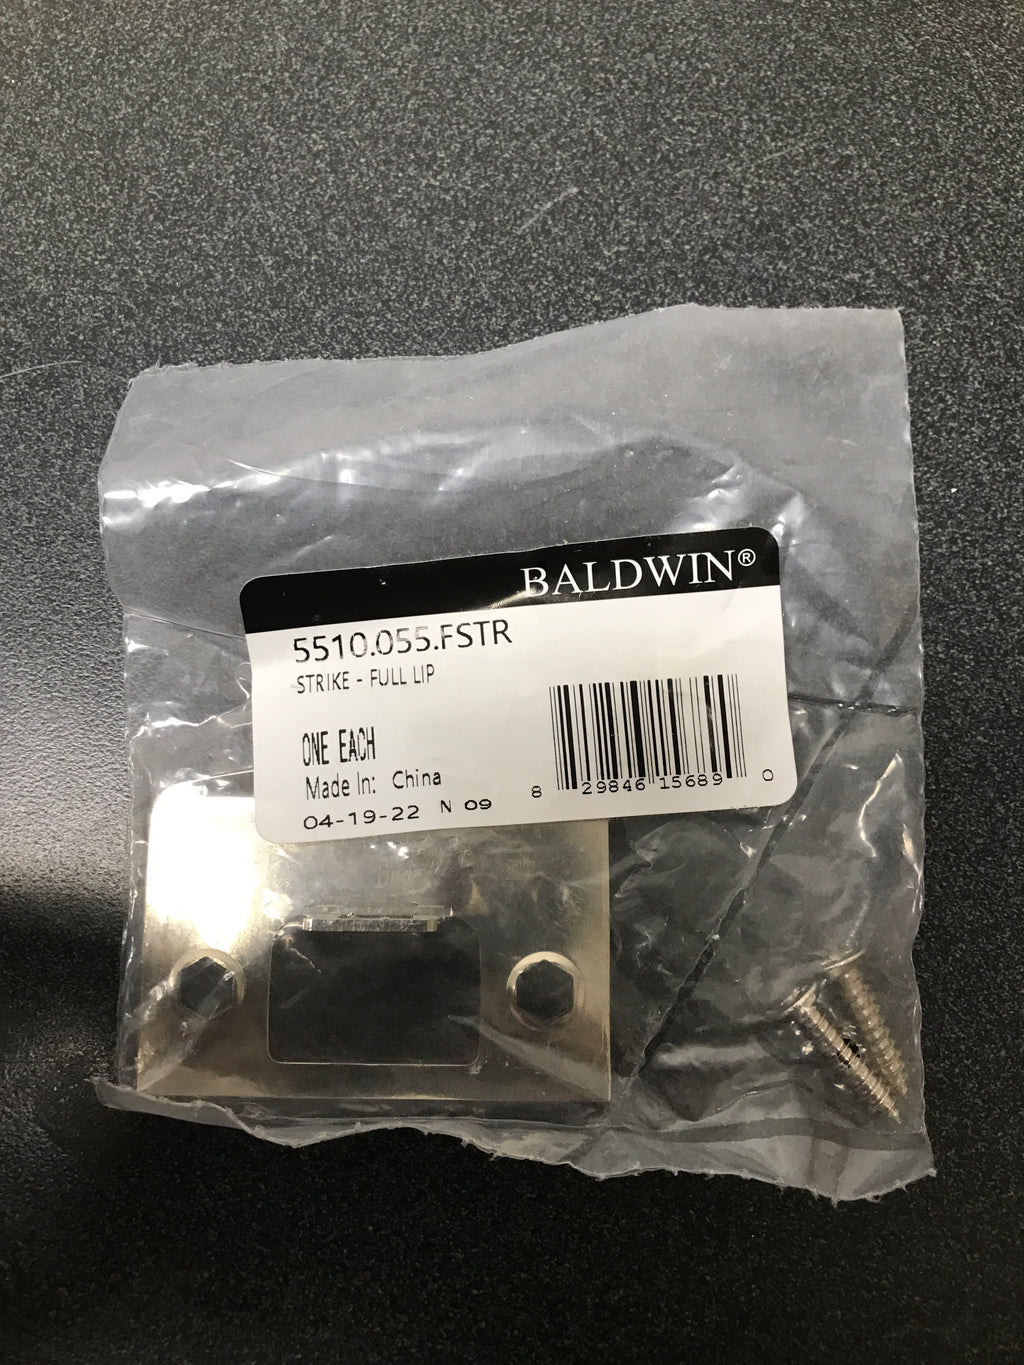 BALDWIN®
5510.055.FSTR
STRIKE - FULL LIP
ONE EACH
Made In: China
04-19-22 N 09
8 29846 15689 0